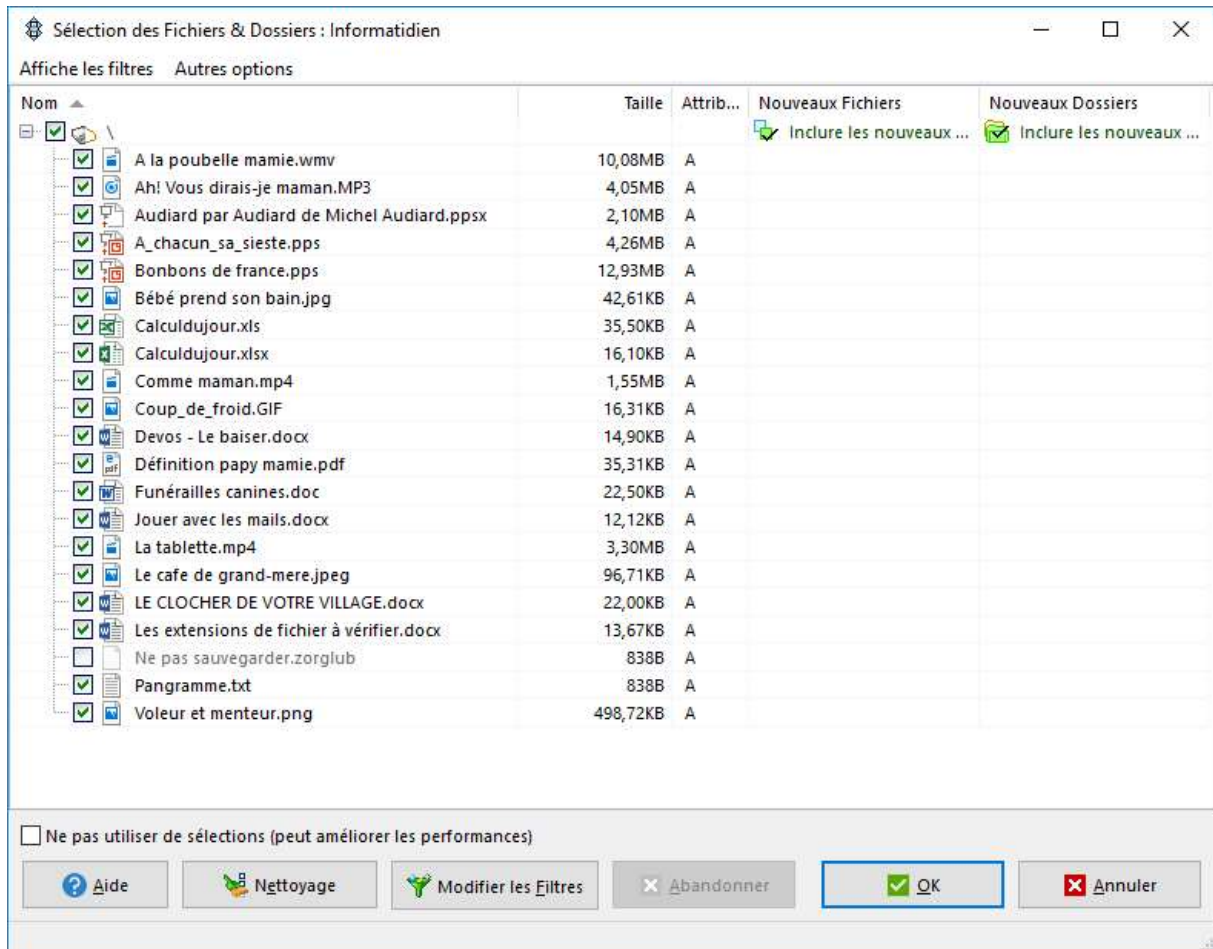 Sélection des Fichiers & Dossiers : Informatidien
Affiche les filtres Autres options
Nom Taille Attrib... Nouveaux Fichiers Nouveaux Dossiers
\ Inclure les nouveaux ... Inclure les nouveaux ...
A la poubelle mamie.wmv 10,08MB A
Ah! Vous dirais-je maman.MP3 4,05MB A
Audiard par Audiard de Michel Audiard.ppsx 2,10MB A
A_chacun_sa_sieste.pps 4,26MB A
Bonbons de france.pps 12,93MB A
Bébé prend son bain.jpg 42,61KB A
Calculdujour.xls 35,50KB A
Calculdujour.xlsx 16,10KB A
Comme maman.mp4 1,55MB A
Coup_de_froid.GIF 16,31KB A
Devos - Le baiser.docx 14,90KB A
Définition papy mamie.pdf 35,31KB A
Funérailles canines.doc 22,50KB A
Jouer avec les mails.docx 12,12KB A
La tablette.mp4 3,30MB A
Le cafe de grand-mere.jpeg 96,71KB A
LE CLOCHER DE VOTRE VILLAGE.docx 22,00KB A
Les extensions de fichier à vérifier.docx 13,67KB A
Ne pas sauvegarder.zorglub 838B A
Pangramme.txt 838B A
Voleur et menteur.png 498,72KB A
Ne pas utiliser de sélections (peut améliorer les performances)
Aide Nettoyage Modifier les Filtres Abandonner OK Annuler